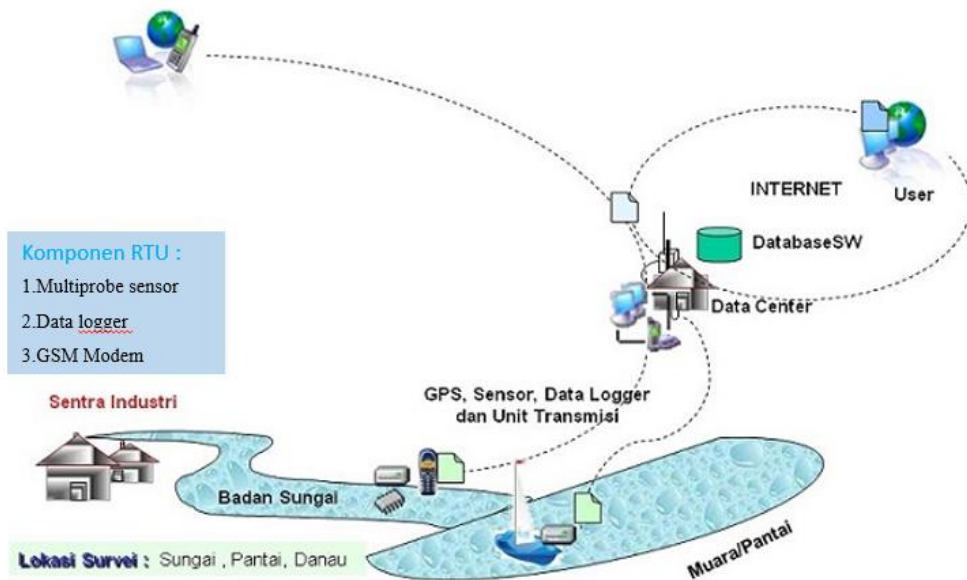 INTERNET
User
DatabaseSW
Data Center
Komponen RTU :
1.Multiprobe sensor
2.Data logger
3.GSM Modem
Sentra Industri
GPS, Sensor, Data Logger
dan Unit Transmisi
Badan Sungai
Muara/Pantai
Lokasi Survei : Sungai , Pantai, Danau